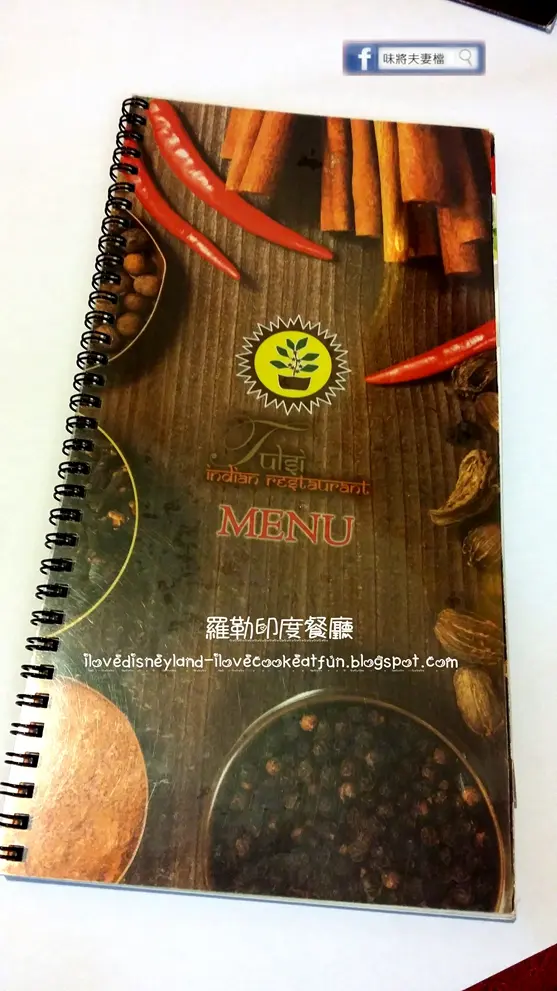 味將夫妻檔
Tulsi
indian restaurant
MENU
羅勒印度餐廳
ilovedisneyland-ilovecookeatfun.blogspot.com